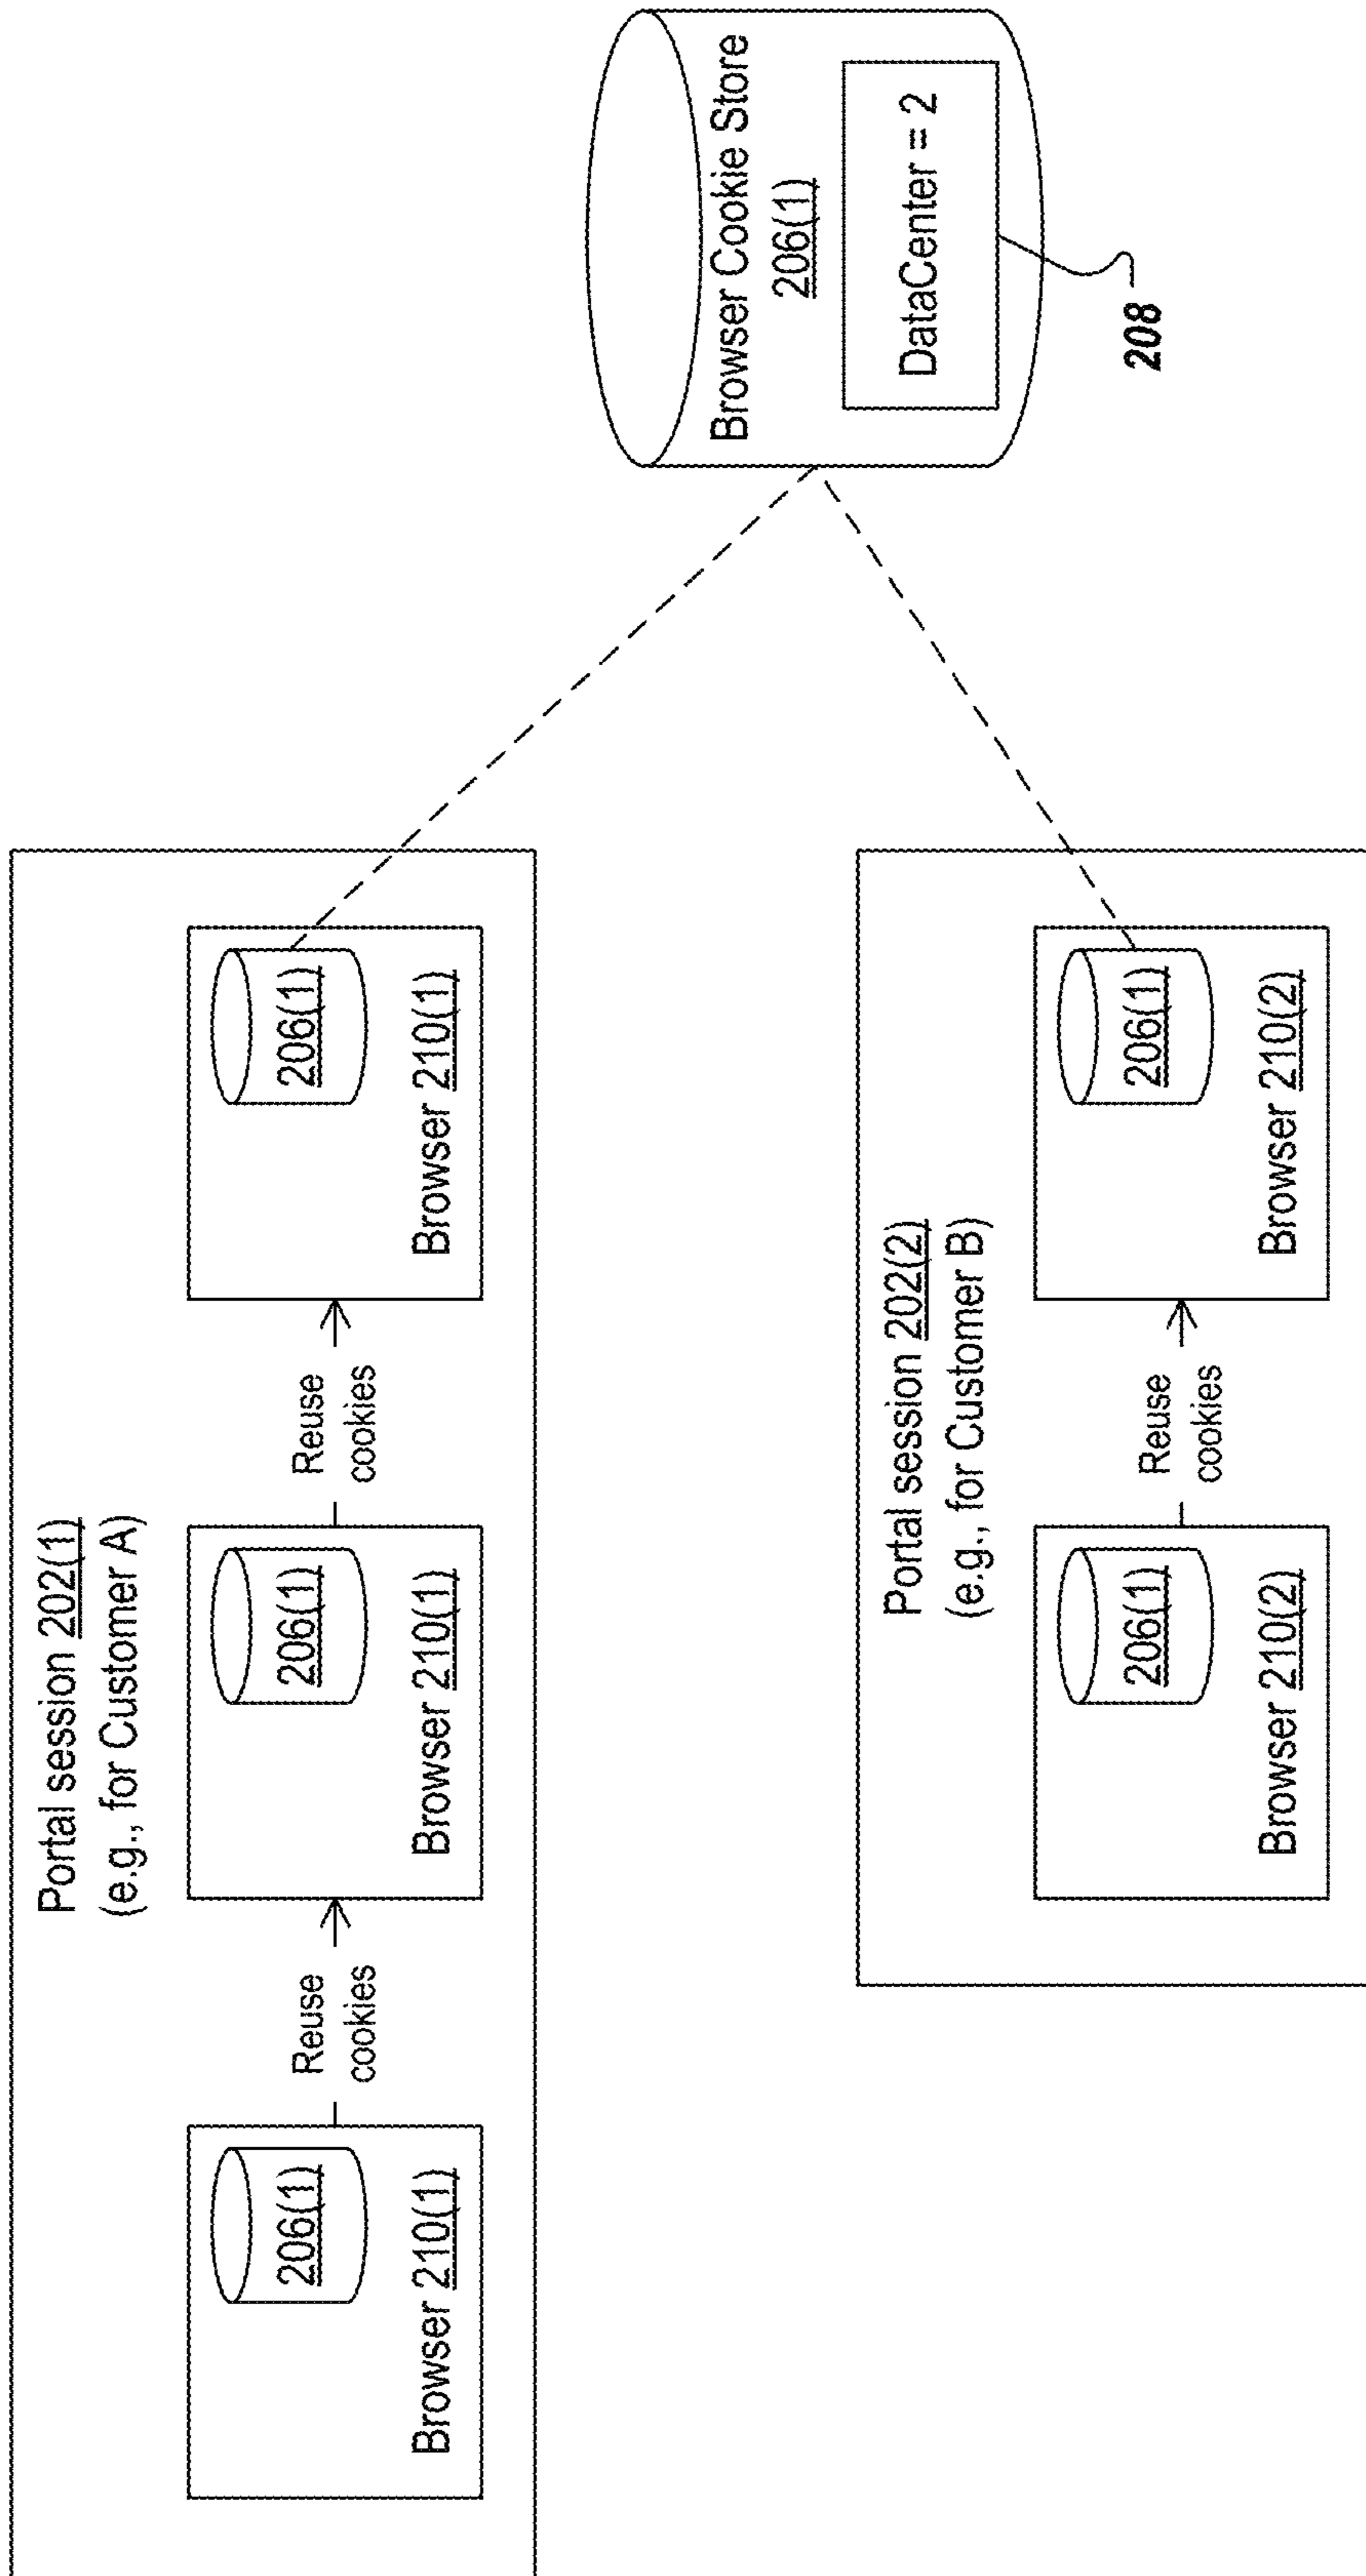 Portal session 202(1)
(e.g., for Customer A)
206(1)
Browser 210(1)
Reuse
cookies
206(1)
Browser 210(1)
Reuse
cookies
206(1)
Browser 210(1)
Browser Cookie Store
206(1)
DataCenter = 2
208
Portal session 202(2)
(e.g., for Customer B)
206(1)
Browser 210(2)
Reuse
cookies
206(1)
Browser 210(2)